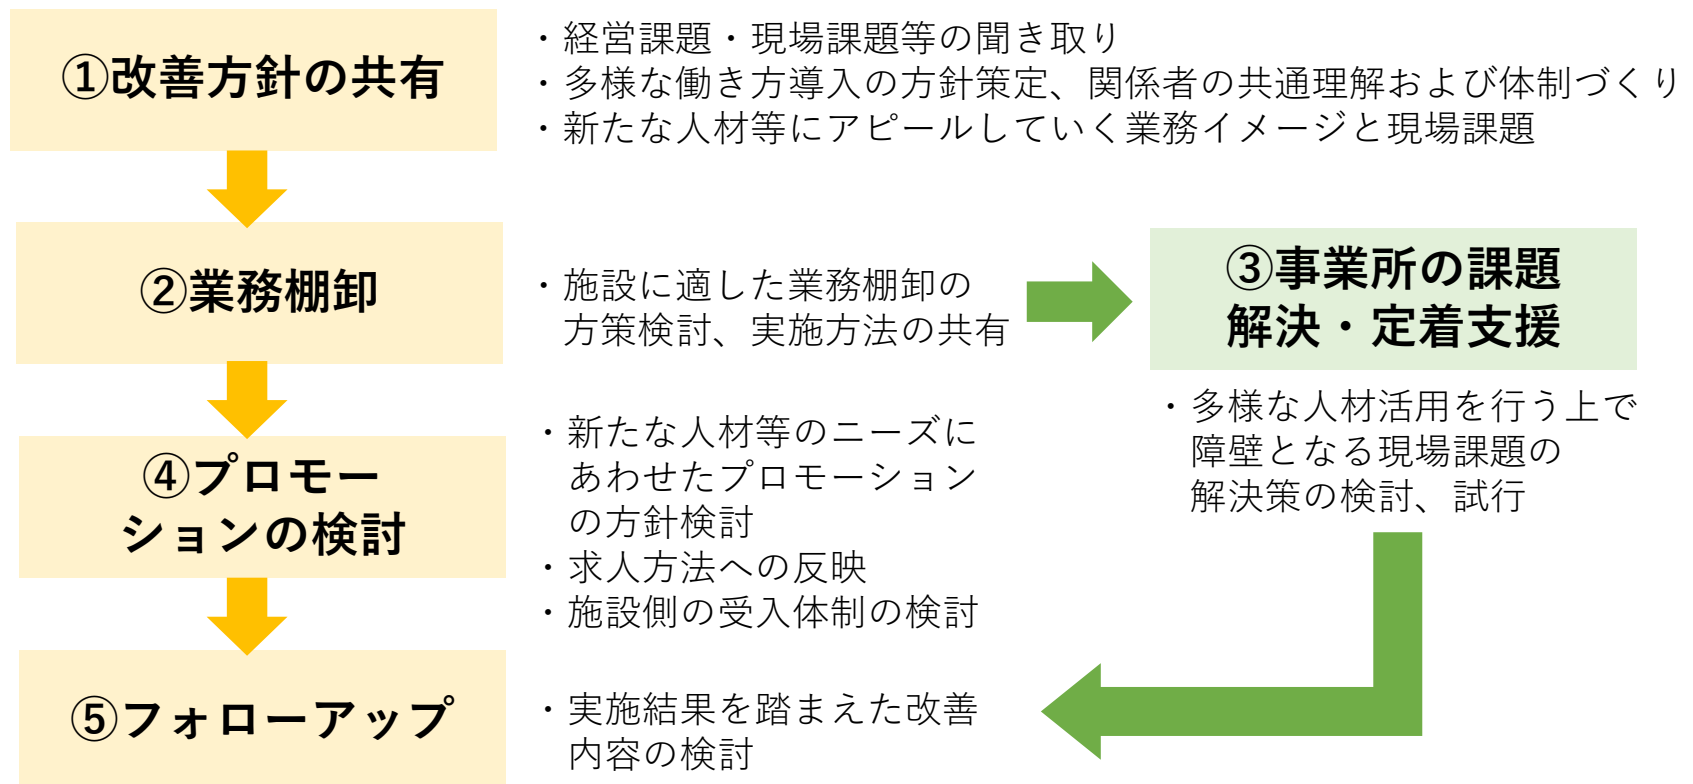 ①改善方針の共有
・経営課題・現場課題等の聞き取り
・多様な働き方導入の方針策定、関係者の共通理解および体制づくり
・新たな人材等にアピールしていく業務イメージと現場課題
②業務棚卸
・施設に適した業務棚卸の
方策検討、実施方法の共有
③事業所の課題
解決・定着支援
・多様な人材活用を行う上で
障壁となる現場課題の
解決策の検討、試行
④プロモー
ションの検討
・新たな人材等のニーズに
あわせたプロモーション
の方針検討
・求人方法への反映
・施設側の受入体制の検討
⑤フォローアップ
・実施結果を踏まえた改善
内容の検討